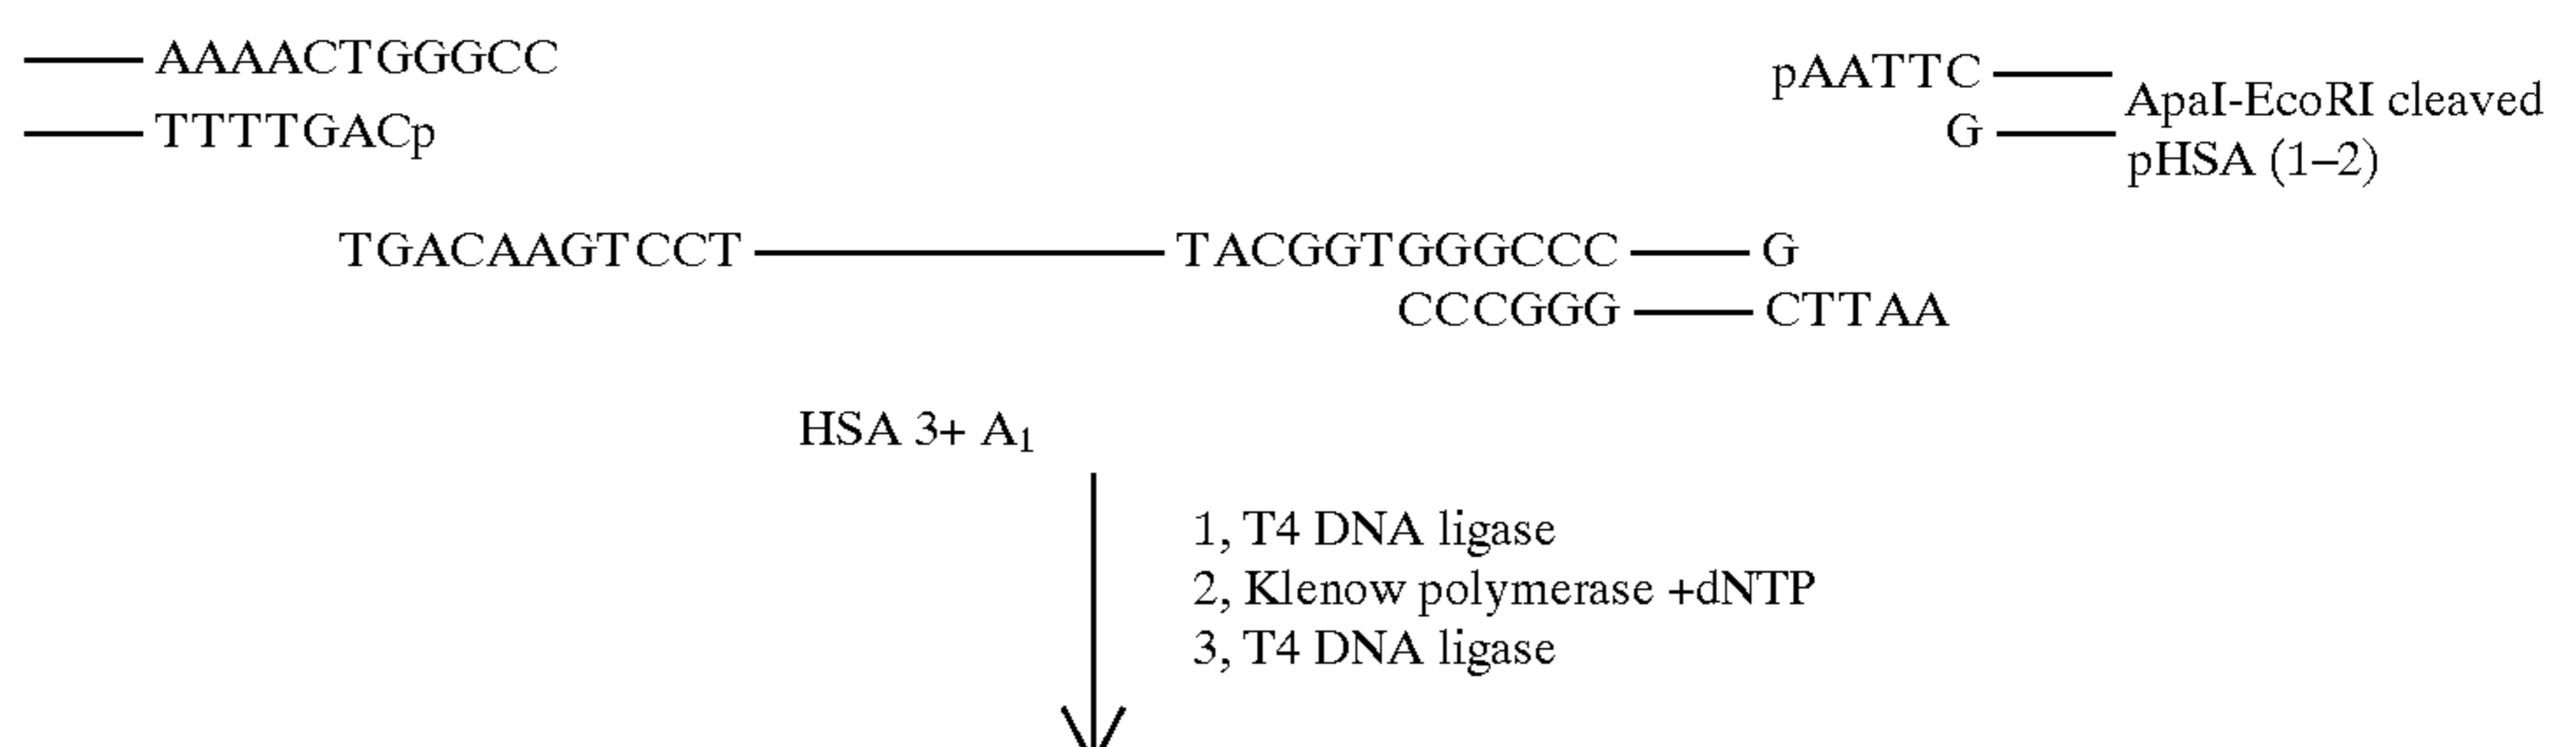 AAAACTGGGCC
TTTTGACp
pAATTC
G
ApaI-EcoRI cleaved
pHSA (1–2)
TGACAAGTCCT TACGGTGGGCCC G
CCCGGG CTTAA
HSA 3+ A₁
1, T4 DNA ligase
2, Klenow polymerase +dNTP
3, T4 DNA ligase